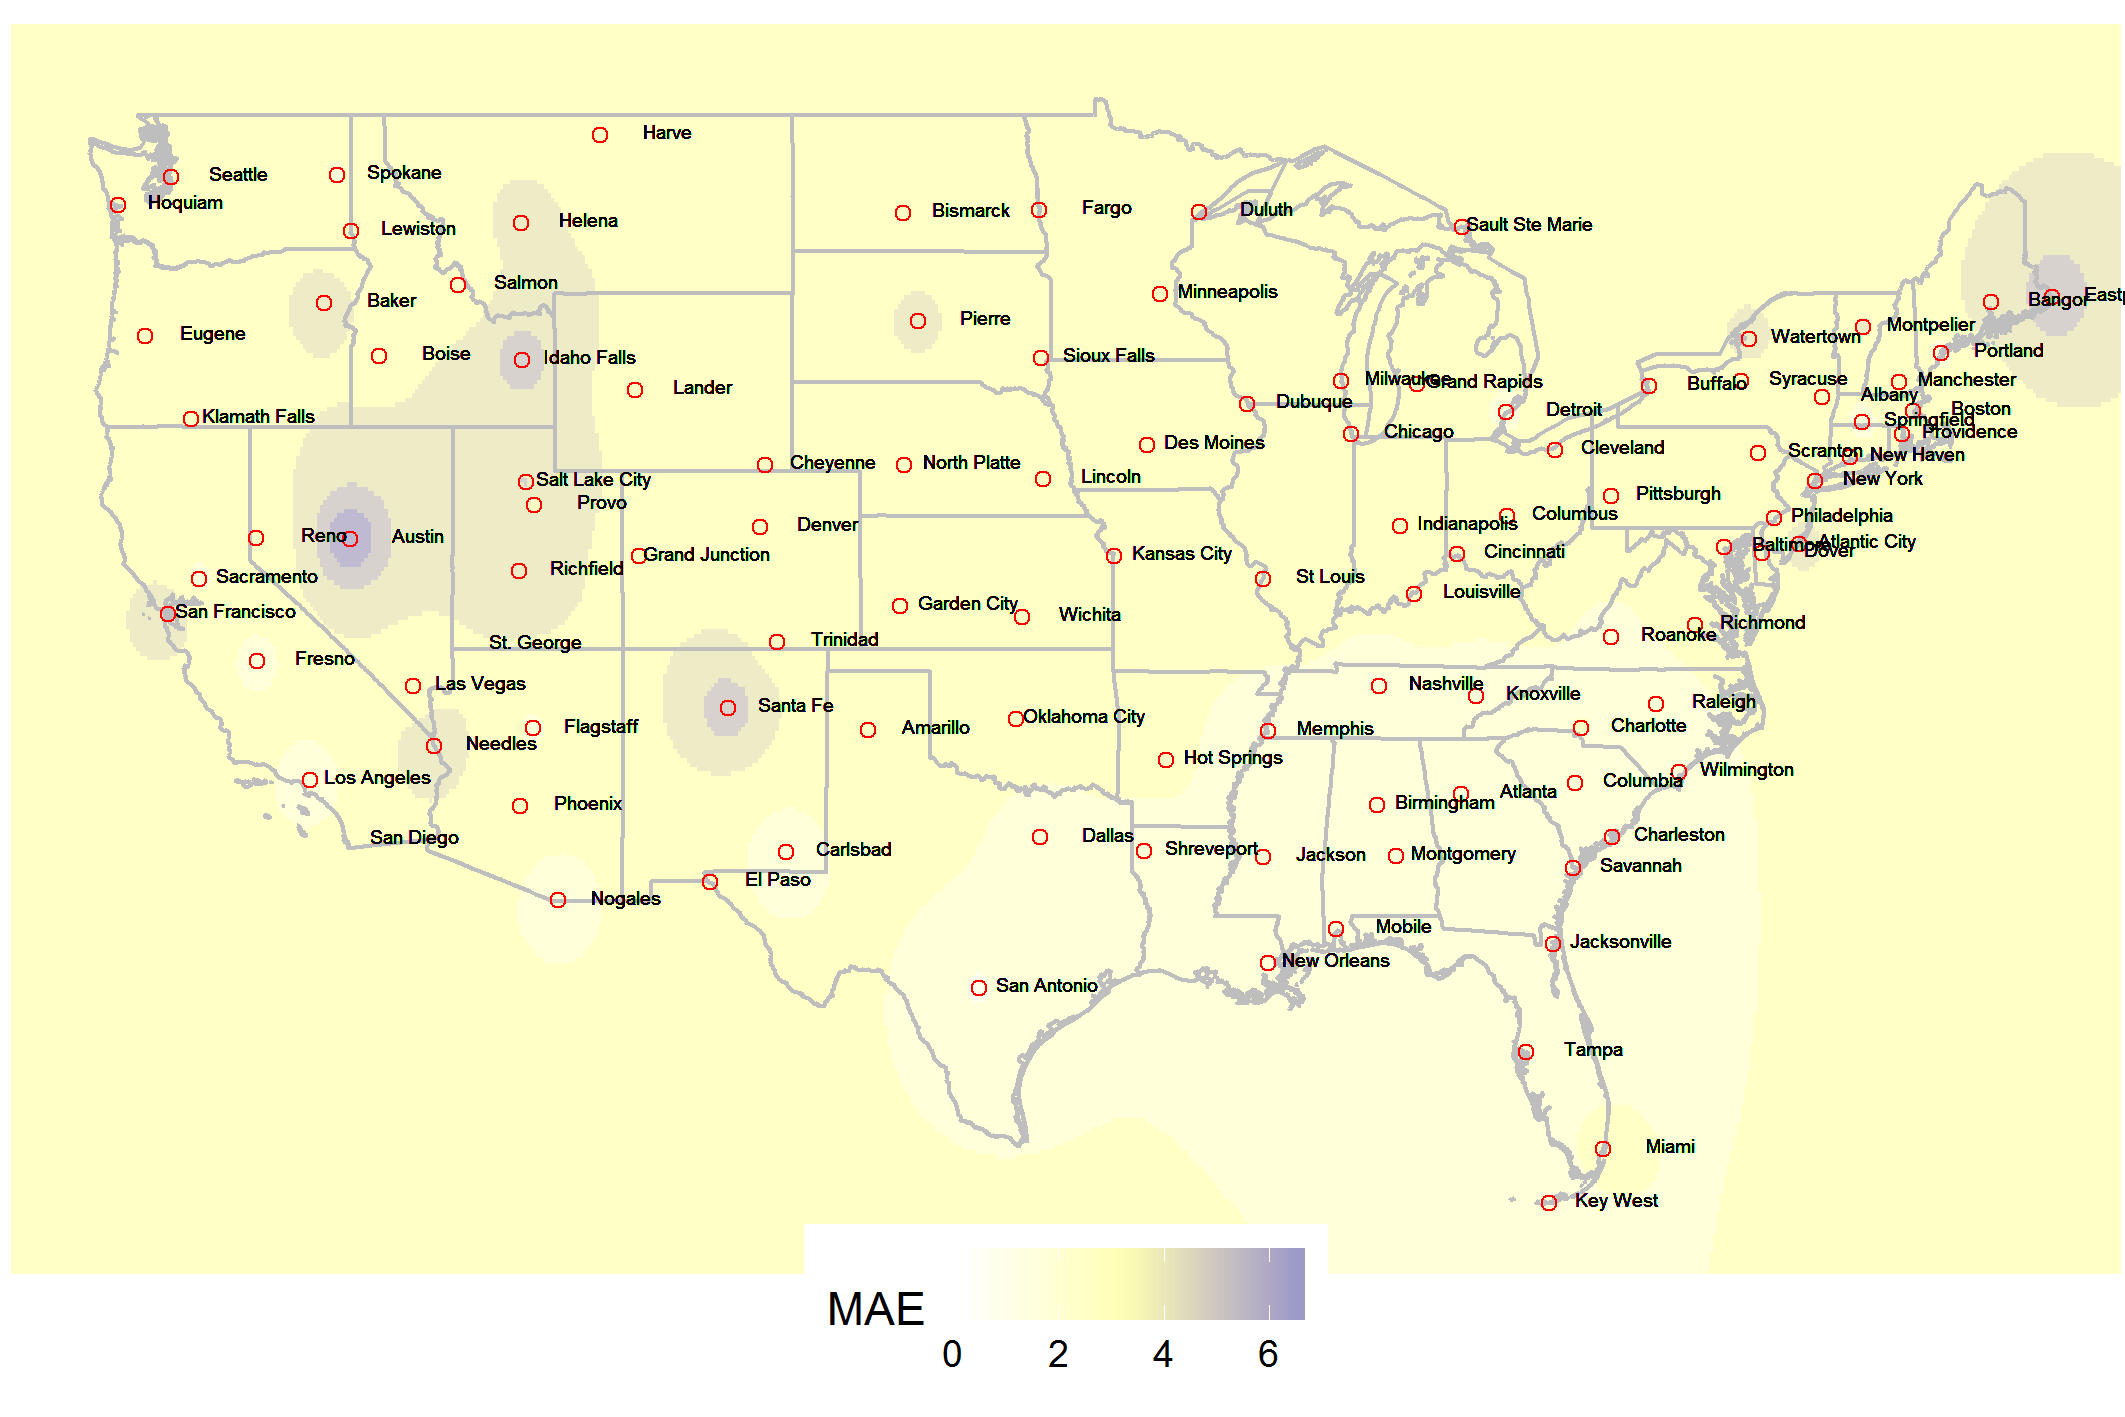 Harve
Seattle
Spokane
Hoquiam
Bismarck
Fargo
Duluth
Helena
Lewiston
Sault Ste Marie
Salmon
Minneapolis
Bangor
Baker
Pierre
Eugene
Montpelier
Watertown
Boise
Idaho Falls
Sioux Falls
Portland
Lander
Milwaukee
Grand Rapids
Buffalo
Syracuse
Manchester
Albany
Dubuque
Detroit
Boston
Klamath Falls
Springfield
Chicago
Providence
Des Moines
Cleveland
Scranton
New Haven
Cheyenne
North Platte
Salt Lake City
Lincoln
New York
Provo
Pittsburgh
Denver
Indianapolis
Columbus
Philadelphia
Reno
Austin
Baltimore
Atlantic City
Dover
Grand Junction
Kansas City
Cincinnati
Sacramento
Richfield
St Louis
San Francisco
Garden City
Wichita
Louisville
Richmond
St. George
Trinidad
Roanoke
Fresno
Las Vegas
Nashville
Knoxville
Santa Fe
Raleigh
Flagstaff
Amarillo
Oklahoma City
Memphis
Charlotte
Needles
Hot Springs
Los Angeles
Wilmington
Phoenix
Birmingham
Atlanta
Columbia
San Diego
Dallas
Charleston
Carlsbad
Shreveport
Jackson
Montgomery
El Paso
Savannah
Nogales
Mobile
Jacksonville
New Orleans
San Antonio
Tampa
Miami
Key West
MAE
0 2 4 6